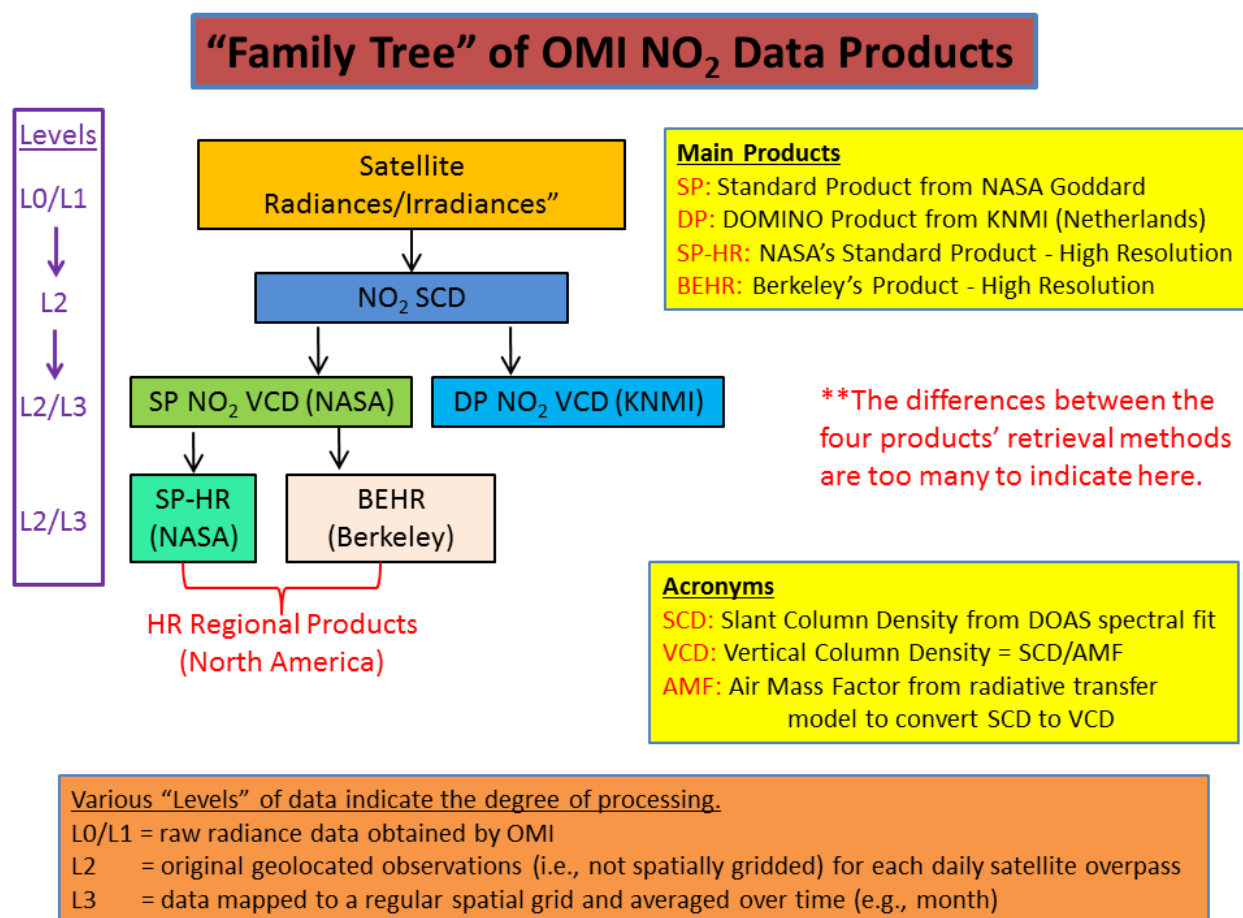 “Family Tree” of OMI NO₂ Data Products
Levels
L0/L1
L2
L2/L3
L2/L3
Satellite
Radiances/Irradiances”
NO₂ SCD
SP NO₂ VCD (NASA)
DP NO₂ VCD (KNMI)
SP-HR
(NASA)
BEHR
(Berkeley)
HR Regional Products
(North America)
Main Products
SP: Standard Product from NASA Goddard
DP: DOMINO Product from KNMI (Netherlands)
SP-HR: NASA’s Standard Product - High Resolution
BEHR: Berkeley’s Product - High Resolution
**The differences between the
four products’ retrieval methods
are too many to indicate here.
Acronyms
SCD: Slant Column Density from DOAS spectral fit
VCD: Vertical Column Density = SCD/AMF
AMF: Air Mass Factor from radiative transfer
model to convert SCD to VCD
Various “Levels” of data indicate the degree of processing.
L0/L1 = raw radiance data obtained by OMI
L2 = original geolocated observations (i.e., not spatially gridded) for each daily satellite overpass
L3 = data mapped to a regular spatial grid and averaged over time (e.g., month)